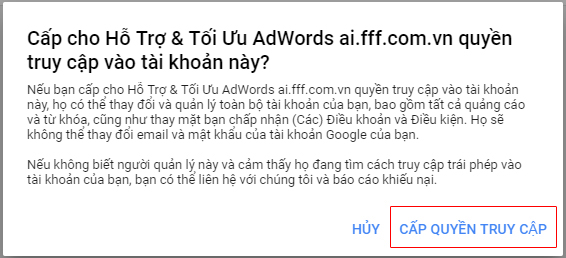 Cấp cho Hỗ Trợ & Tối Ưu AdWords ai.fff.com.vn quyền
truy cập vào tài khoản này?
Nếu bạn cấp cho Hỗ Trợ & Tối Ưu AdWords ai.fff.com.vn quyền truy cập vào tài khoản
này, họ có thể thay đổi và quản lý toàn bộ tài khoản của bạn, bao gồm tất cả quảng cáo
và từ khóa, cũng như thay mặt bạn chấp nhận (Các) Điều khoản và Điều kiện. Họ sẽ
không thể thay đổi email và mật khẩu của tài khoản Google của bạn.
Nếu không biết người quản lý này và cảm thấy họ đang tìm cách truy cập trái phép vào
tài khoản của bạn, bạn có thể liên hệ với chúng tôi và báo cáo khiếu nại.
HỦY CẤP QUYỀN TRUY CẬP